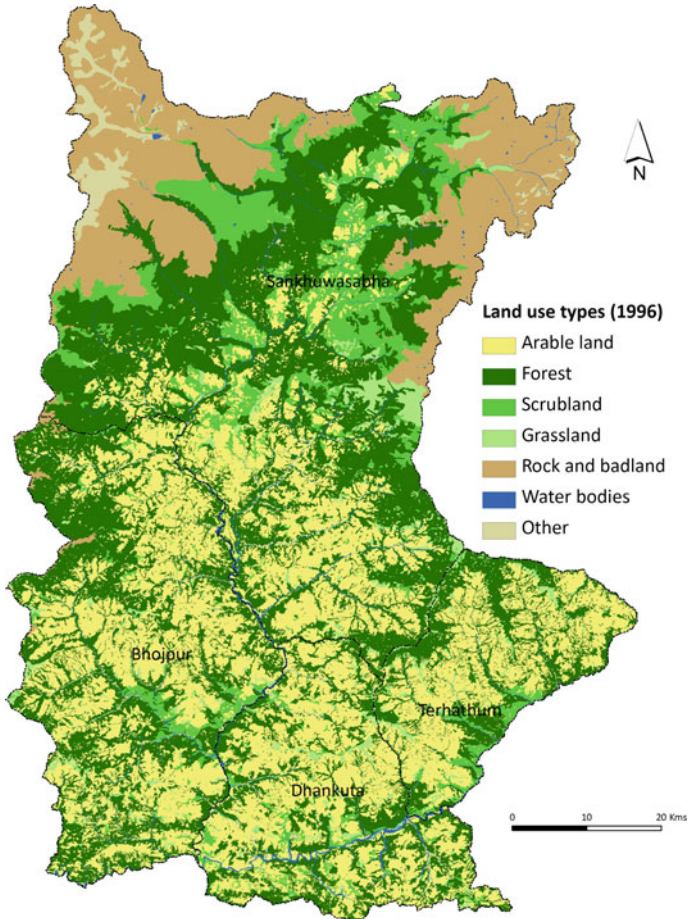 N
Sankhuwasabha
Land use types (1996)
Arable land
Forest
Scrubland
Grassland
Rock and badland
Water bodies
Other
Bhojpur
Terhathum
Dhankuta
0 10 20 Kms